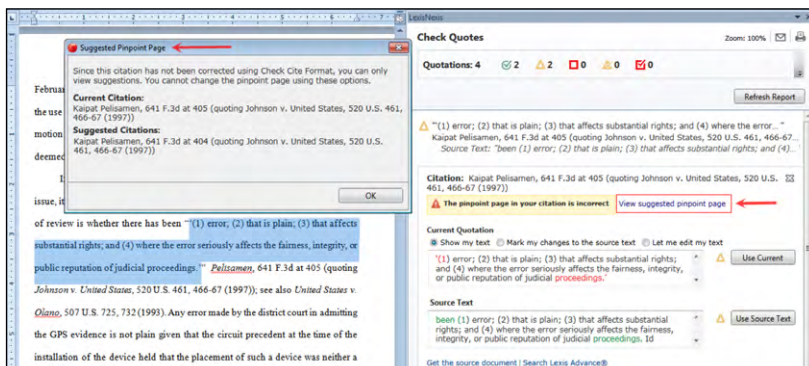 LexisNexis
Suggested Pinpoint Page
Since this citation has not been corrected using Check Cite Format, you can only
view suggestions. You cannot change the pinpoint page using these options.
Current Citation:
Kaipat Pelisamen, 641 F.3d at 405 (quoting Johnson v. United States, 520 U.S. 461,
466-67 (1997))
Suggested Citations:
Kaipat Pelisamen, 641 F.3d at 404 (quoting Johnson v. United States, 520 U.S.
461, 466-67 (1997))
OK
Februa
the use
motion
deemed
issue, it
of review is whether there has been "'(1) error; (2) that is plain; (3) that affects
substantial rights; and (4) where the error seriously affects the fairness, integrity, or
public reputation of judicial proceedings.'" Pelisamen, 641 F.3d at 405 (quoting
Johnson v. United States, 520 U.S. 461, 466-67 (1997)); see also United States v.
Olano, 507 U.S. 725, 732 (1993). Any error made by the district court in admitting
the GPS evidence is not plain given that the circuit precedent at the time of the
installation of the device held that the placement of such a device was neither a
Check Quotes
Zoom: 100%
Quotations: 4 2 2 0 0 0
Refresh Report
"'(1) error; (2) that is plain; (3) that affects substantial rights; and (4) where the error..."
Kaipat Pelisamen, 641 F.3d at 405 (quoting Johnson v. United States, 520 U.S. 461, 466-67...
Source Text: "been (1) error; (2) that is plain; (3) that affects substantial rights; and (4)...
Citation: Kaipat Pelisamen, 641 F.3d at 405 (quoting Johnson v. United States, 520 U.S.
461, 466-67 (1997))
The pinpoint page in your citation is incorrect View suggested pinpoint page
Current Quotation
Show my text Mark my changes to the source text Let me edit my text
'(1) error; (2) that is plain; (3) that affects substantial rights;
and (4) where the error seriously affects the fairness, integrity,
or public reputation of judicial proceedings.'
Use Current
Source Text
been (1) error; (2) that is plain; (3) that affects substantial
rights; and (4) where the error seriously affects the fairness,
integrity, or public reputation of judicial proceedings. Id
Use Source Text
Get the source document | Search Lexis Advance®